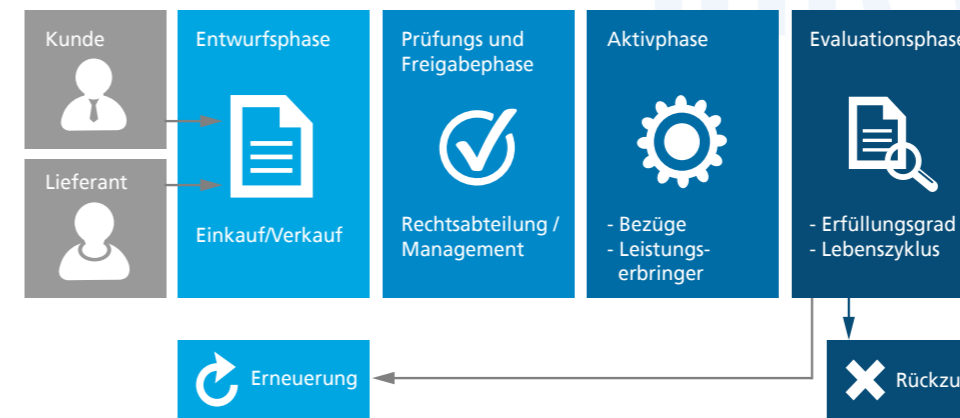 Kunde
Lieferant
Entwurfsphase
Einkauf/Verkauf
Prüfungs und
Freigabephase
Rechtsabteilung /
Management
Aktivphase
- Bezüge
- Leistungs-
erbringer
Evaluationsphase
- Erfüllungsgrad
- Lebenszyklus
Erneuerung